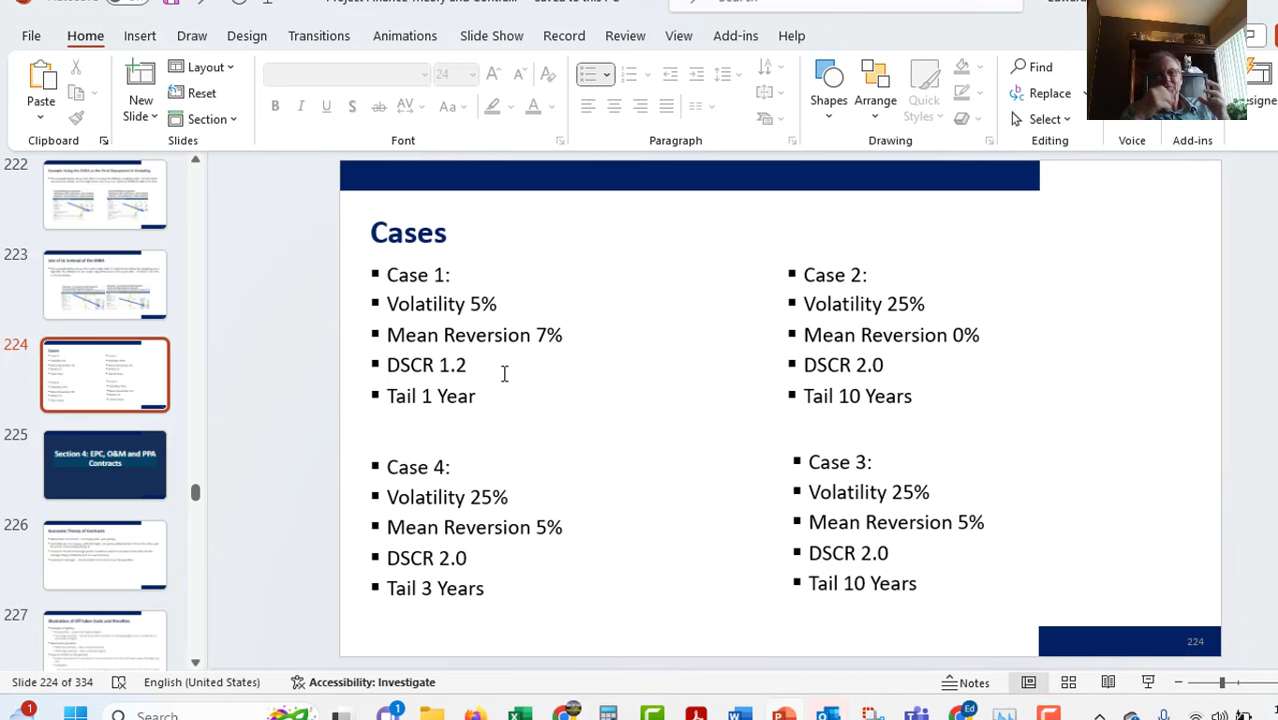 File Home Insert Draw Design Transitions Animations Slide Show Record Review View Add-ins Help
Paste
New
Slide
Layout
Reset
Section
B I
Aa
A
Shapes
Arrange
Quick
Styles
Find
Replace
Select
Clipboard
Slides
Font
Paragraph
Drawing
Editing
Voice
Add-ins
222
223
224
225
Section 4: EPC, O&M and PPA
Contracts
226
227
Cases
Case 1:
Volatility 5%
Mean Reversion 7%
DSCR 1.2
Tail 1 Year
Case 2:
Volatility 25%
Mean Reversion 0%
DSCR 2.0
Tail 10 Years
Case 4:
Volatility 25%
Mean Reversion 5%
DSCR 2.0
Tail 3 Years
Case 3:
Volatility 25%
Mean Reversion 5%
DSCR 2.0
Tail 10 Years
224
Slide 224 of 334
English (United States)
Accessibility: Investigate
Notes
1
Search
1
Ed